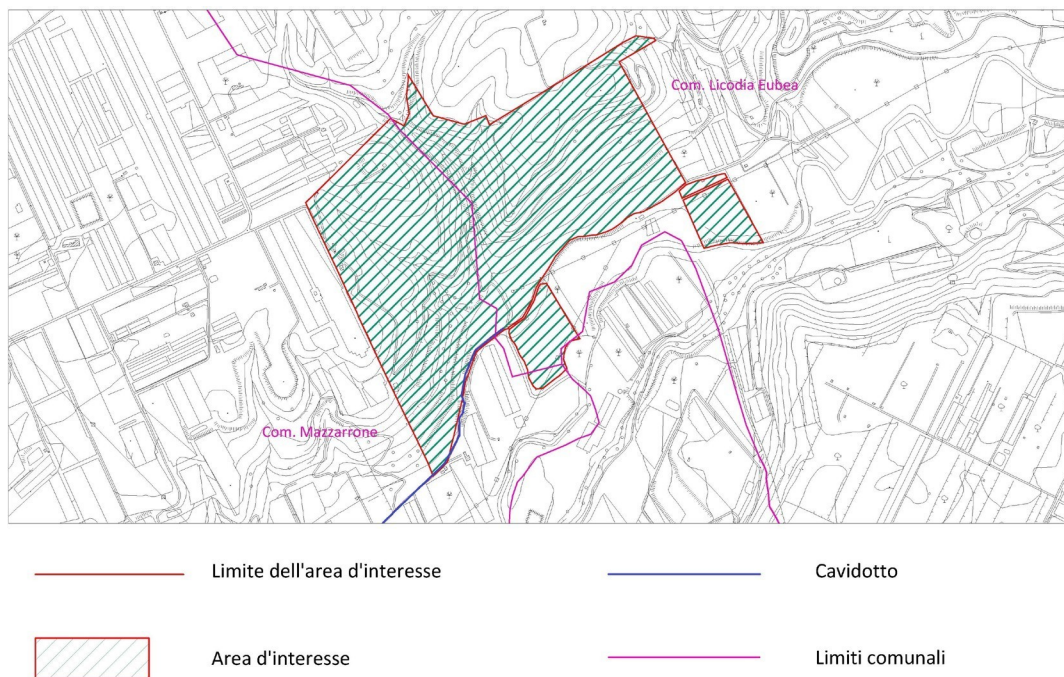 Com. Licodia Eubea
Com. Mazzarrone
Limite dell'area d'interesse
Cavidotto
Area d'interesse
Limiti comunali